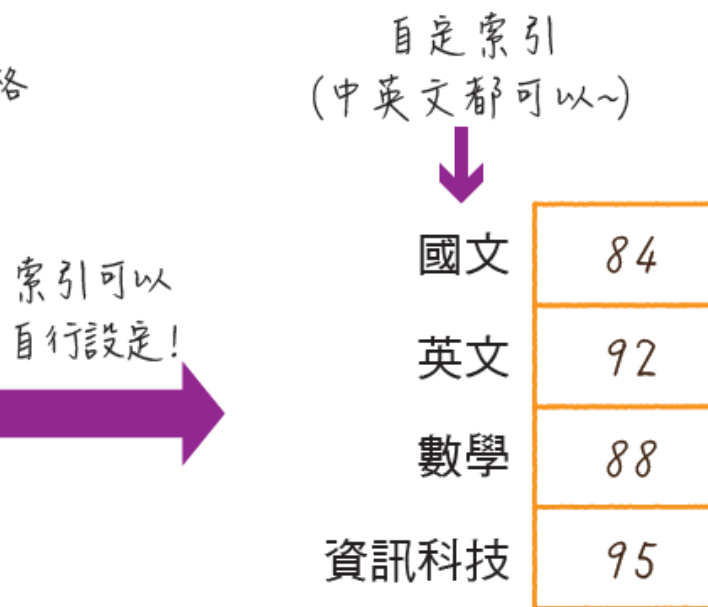 自定索引
(中英文都可以~)
格
索引可以
自行設定!
國文 84
英文 92
數學 88
資訊科技 95